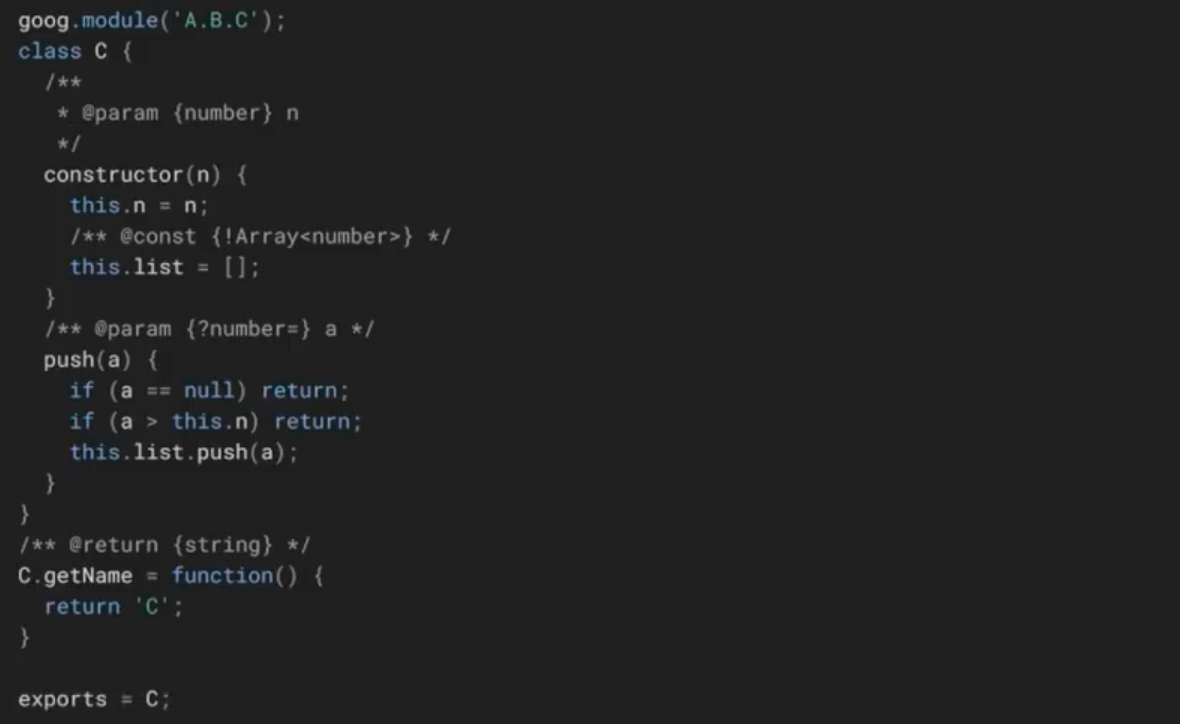 goog.module('A.B.C');
class C {
  /**
   * @param {number} n
   */
  constructor(n) {
    this.n = n;
    /** @const {!Array<number>} */
    this.list = [];
  }
  /** @param {?number=} a */
  push(a) {
    if (a == null) return;
    if (a > this.n) return;
    this.list.push(a);
  }
}
/** @return {string} */
C.getName = function() {
  return 'C';
}

exports = C;